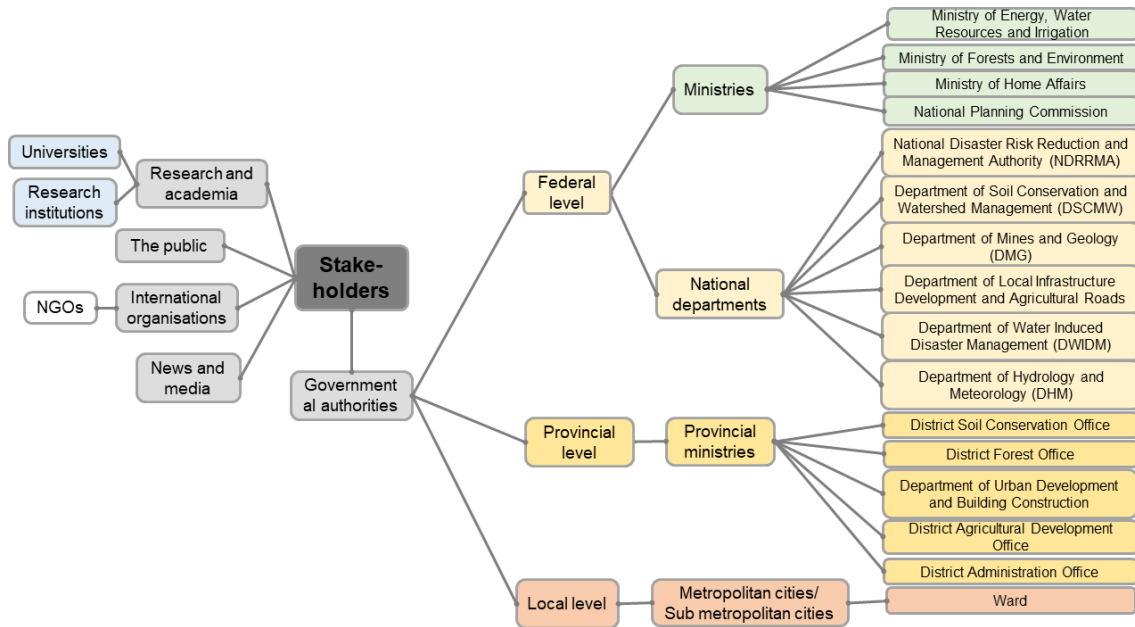 Ministry of Energy, Water
Resources and Irrigation
Ministry of Forests and Environment
Ministries
Ministry of Home Affairs
National Planning Commission
Universities
Research
institutions
Research and
academia
The public
NGOs
International
organisations
News and
media
Stake-
holders
Government
al authorities
Federal
level
National
departments
National Disaster Risk Reduction and
Management Authority (NDRRMA)
Department of Soil Conservation and
Watershed Management (DSCMW)
Department of Mines and Geology
(DMG)
Department of Local Infrastructure
Development and Agricultural Roads
Department of Water Induced
Disaster Management (DWIDM)
Department of Hydrology and
Meteorology (DHM)
Provincial
level
Provincial
ministries
District Soil Conservation Office
District Forest Office
Department of Urban Development
and Building Construction
District Agricultural Development
Office
District Administration Office
Local level
Metropolitan cities/
Sub metropolitan cities
Ward